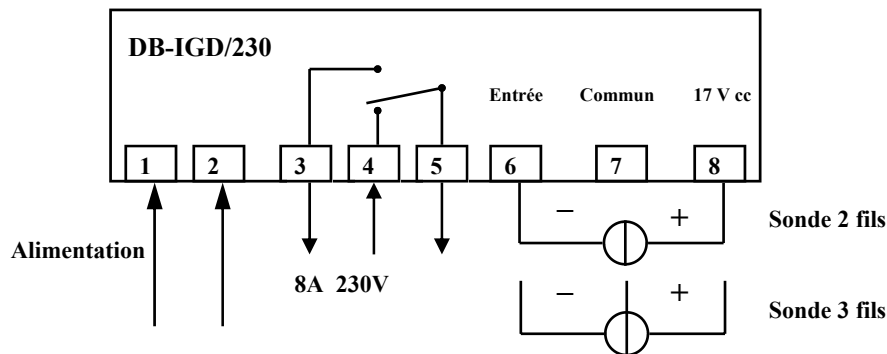 DB-IGD/230
Entrée Commun 17 V cc
1 2 3 4 5 6 7 8
− + Sonde 2 fils
Alimentation
8A 230V
− + Sonde 3 fils